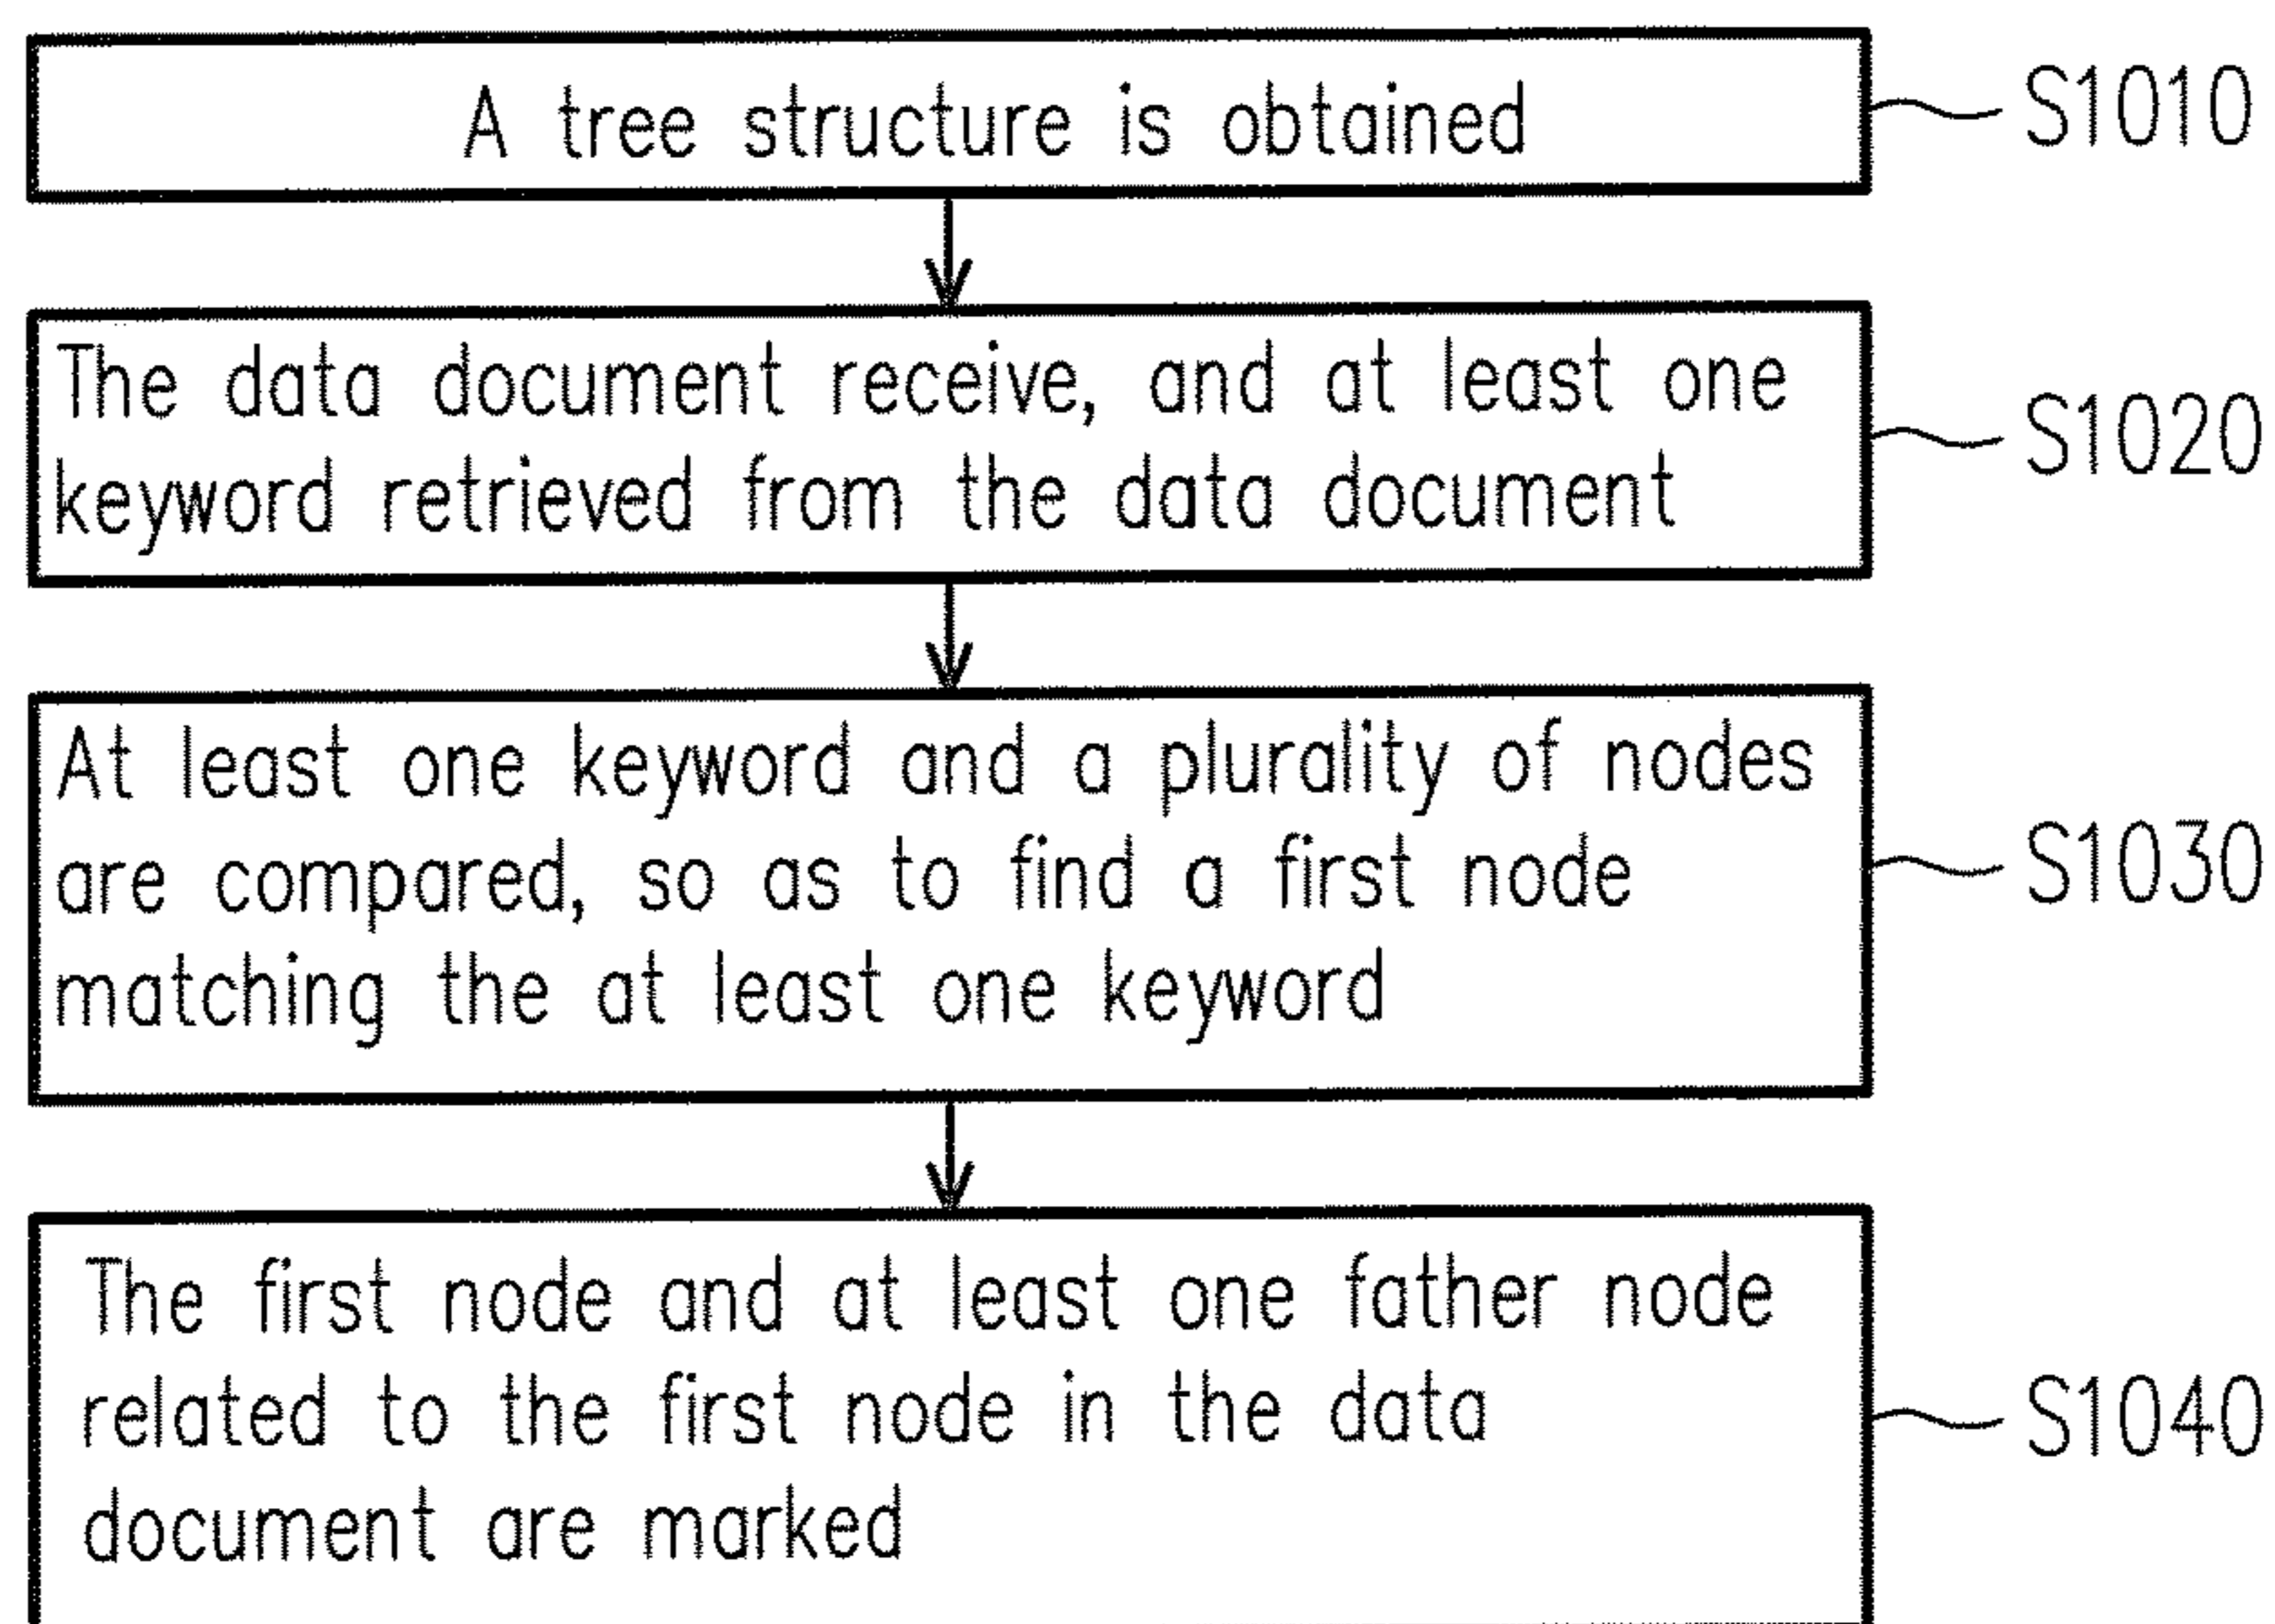 A tree structure is obtained
S1010
The data document receive, and at least one
keyword retrieved from the data document
S1020
At least one keyword and a plurality of nodes
are compared, so as to find a first node
matching the at least one keyword
S1030
The first node and at least one father node
related to the first node in the data
document are marked
S1040